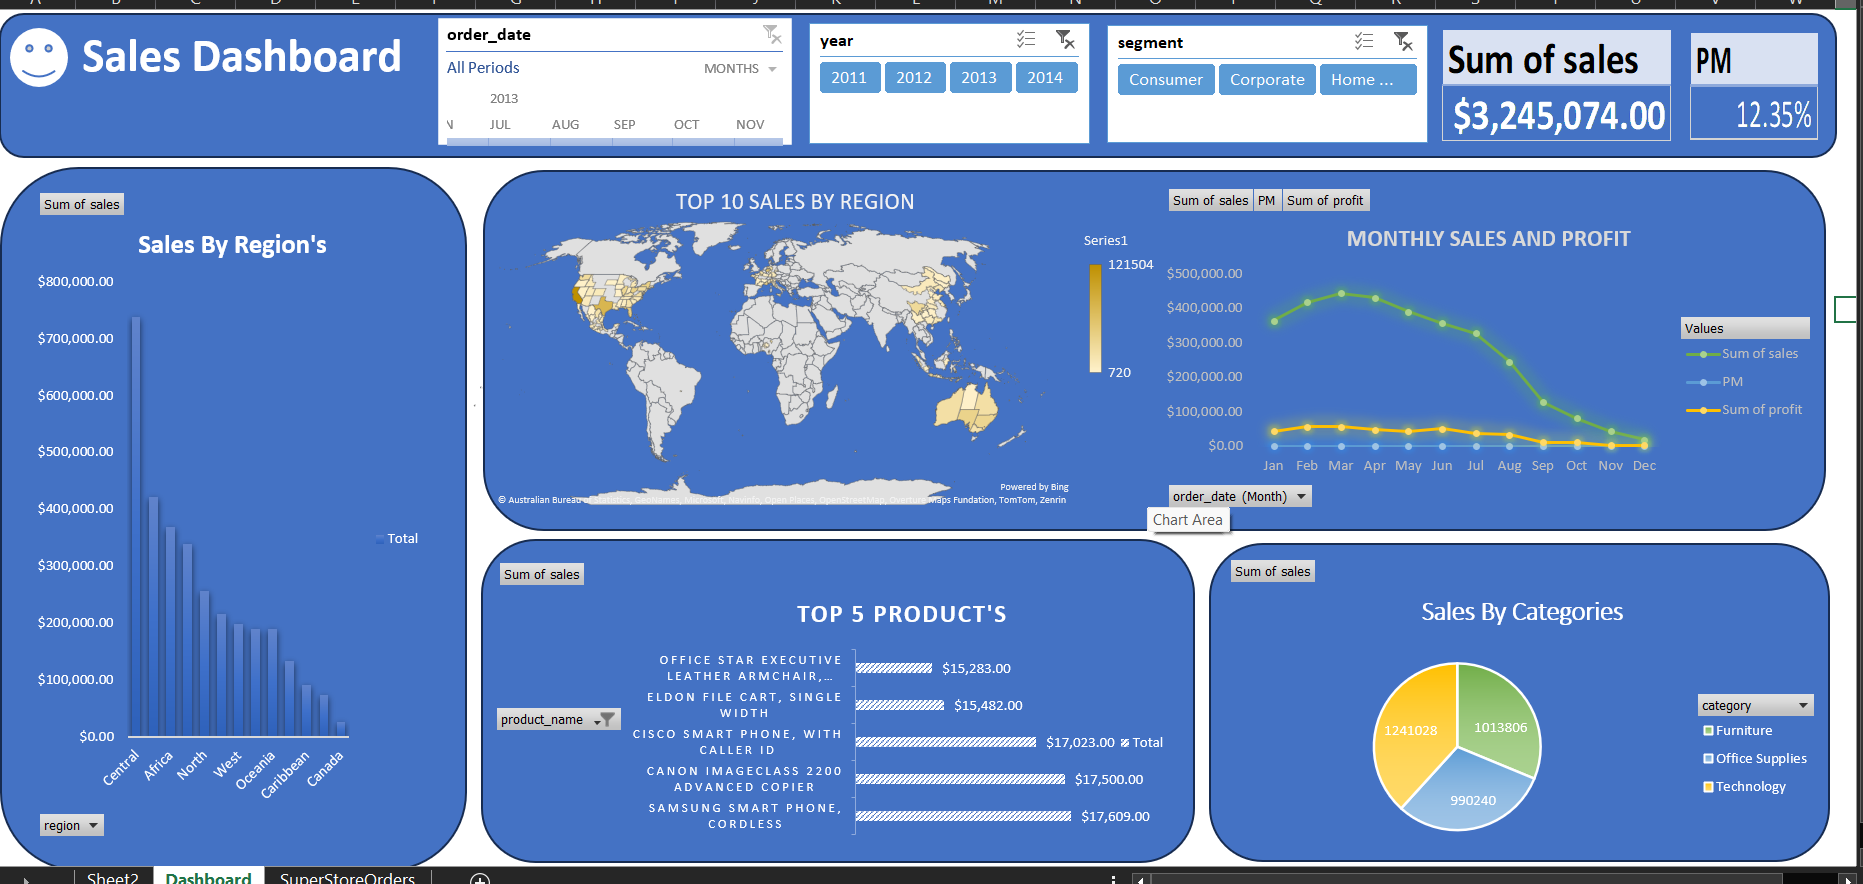 Sales Dashboard
order_date
All Periods
MONTHS
2013
N JUL AUG SEP OCT NOV
year
2011 2012 2013 2014
segment
Consumer Corporate Home ...
Sum of sales
$3,245,074.00
PM
12.35%
Sum of sales
Sales By Region's
$800,000.00
$700,000.00
$600,000.00
$500,000.00
$400,000.00
$300,000.00
$200,000.00
$100,000.00
$0.00
Central Africa North West Oceania Caribbean Canada
Total
region
TOP 10 SALES BY REGION
Series1
121504
720
Powered by Bing
© Australian Bureau of Statistics, GeoNames, Microsoft, Navinfo, Open Places, OpenStreetMap, Overture Maps Fundation, TomTom, Zenrin
Sum of sales PM Sum of profit
MONTHLY SALES AND PROFIT
$500,000.00
$400,000.00
$300,000.00
$200,000.00
$100,000.00
$0.00
Jan Feb Mar Apr May Jun Jul Aug Sep Oct Nov Dec
Values
Sum of sales
PM
Sum of profit
order_date (Month)
Chart Area
Sum of sales
TOP 5 PRODUCT'S
product_name
OFFICE STAR EXECUTIVE
LEATHER ARMCHAIR,...
$15,283.00
ELDON FILE CART, SINGLE
WIDTH
$15,482.00
CISCO SMART PHONE, WITH
CALLER ID
$17,023.00
Total
CANON IMAGECLASS 2200
ADVANCED COPIER
$17,500.00
SAMSUNG SMART PHONE,
CORDLESS
$17,609.00
Sum of sales
Sales By Categories
1241028
1013806
990240
category
Furniture
Office Supplies
Technology
Sheet2 Dashboard SuperStoreOrders